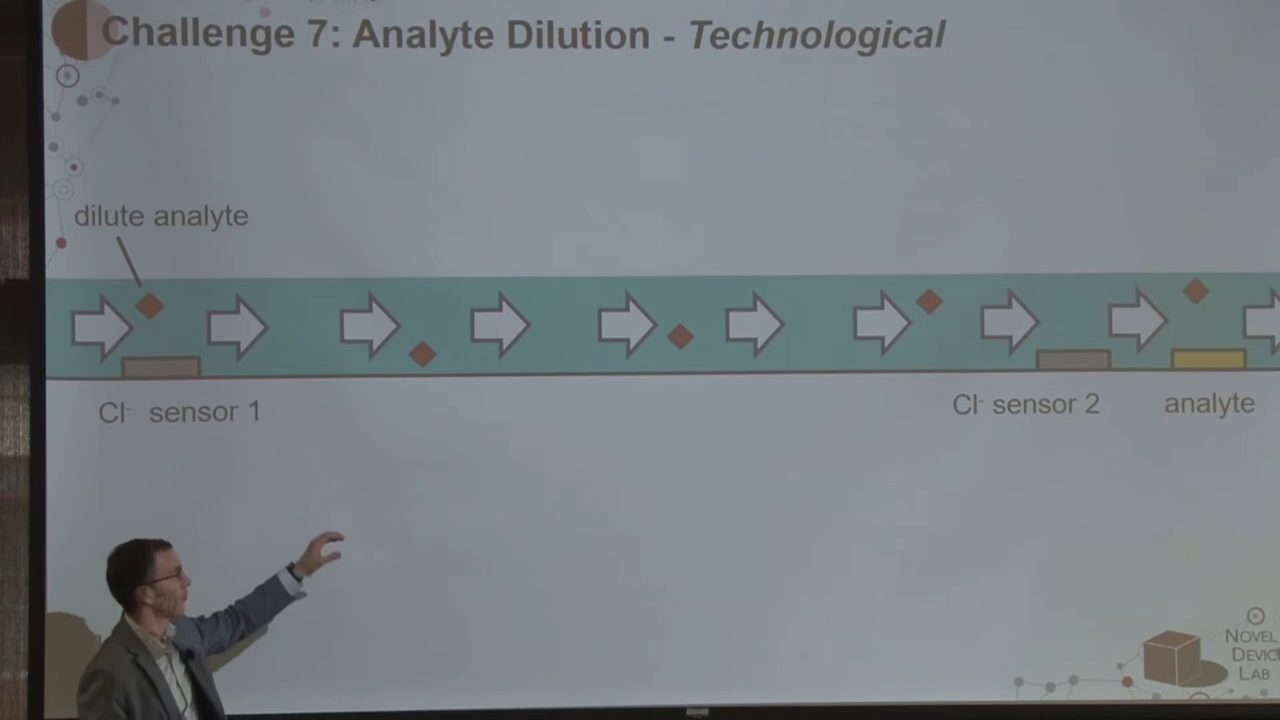 Challenge 7: Analyte Dilution - Technological
dilute analyte
Cl- sensor 1
Cl- sensor 2
analyte
NOVEL
DEVIC
LAB